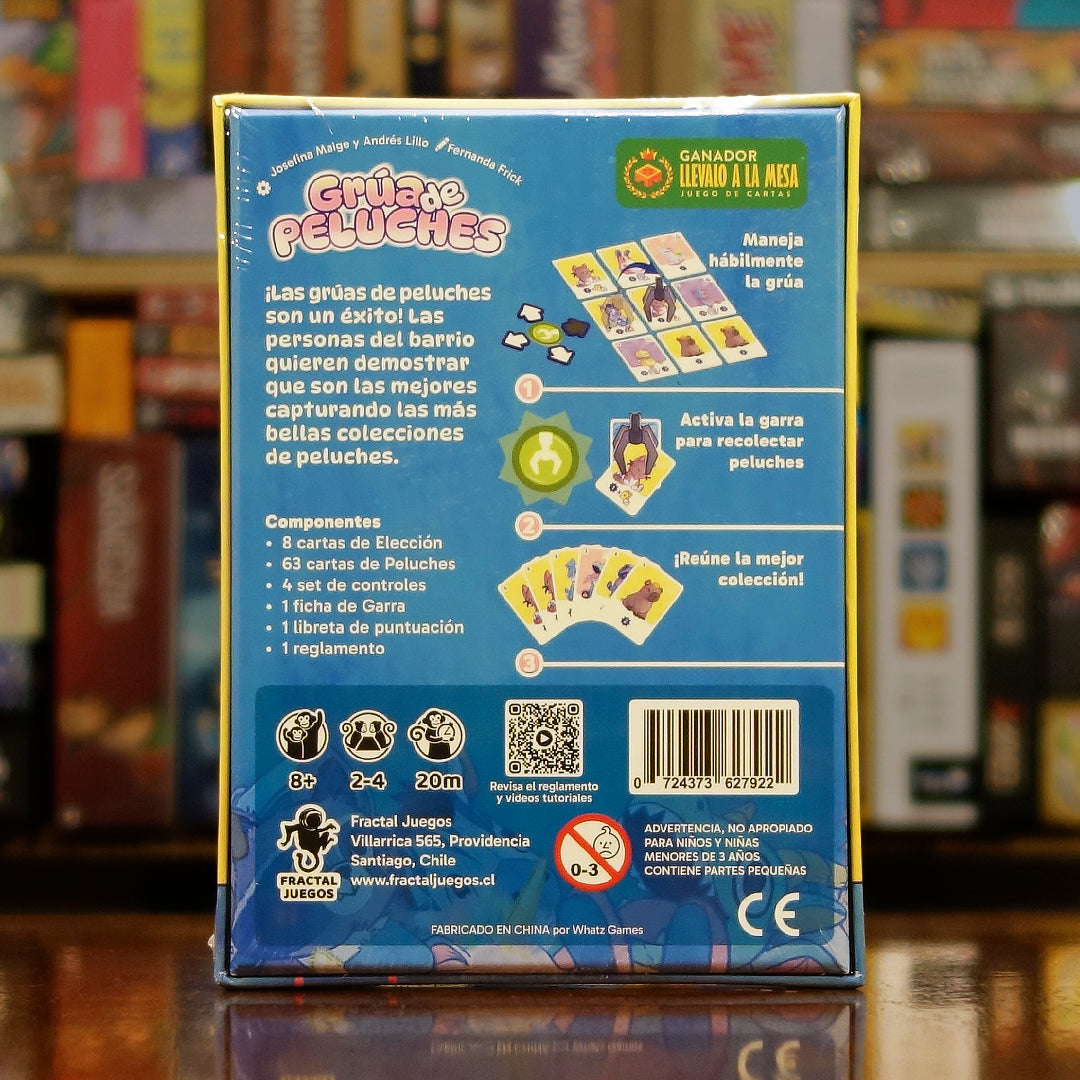 Josefina Maige y Andrés Lillo Fernanda Frick
Grúa de
PELUCHES
GANADOR
LLEVALO A LA MESA
JUEGO DE CARTAS
¡Las grúas de peluches
son un éxito! Las
personas del barrio
quieren demostrar
que son las mejores
capturando las más
bellas colecciones
de peluches.
Componentes
• 8 cartas de Elección
• 63 cartas de Peluches
• 4 set de controles
• 1 ficha de Garra
• 1 libreta de puntuación
• 1 reglamento
Maneja
hábilmente
la grúa
1
Activa la garra
para recolectar
peluches
2
¡Reúne la mejor
colección!
3
8+
2-4
20m
Revisa el reglamento
y videos tutoriales
0 724373 627922
FRACTAL
JUEGOS
Fractal Juegos
Villarrica 565, Providencia
Santiago, Chile
www.fractaljuegos.cl
0-3
ADVERTENCIA, NO APROPIADO
PARA NIÑOS Y NIÑAS
MENORES DE 3 AÑOS
CONTIENE PARTES PEQUEÑAS
CE
FABRICADO EN CHINA por Whatz Games